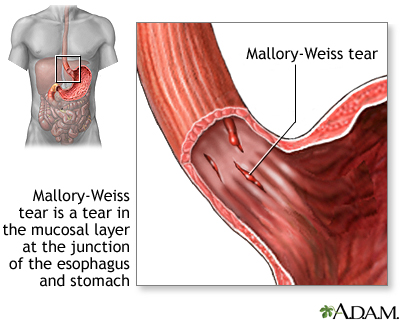 Mallory-Weiss tear
Mallory-Weiss
tear is a tear in
the mucosal layer
at the junction
of the esophagus
and stomach
ADAM.